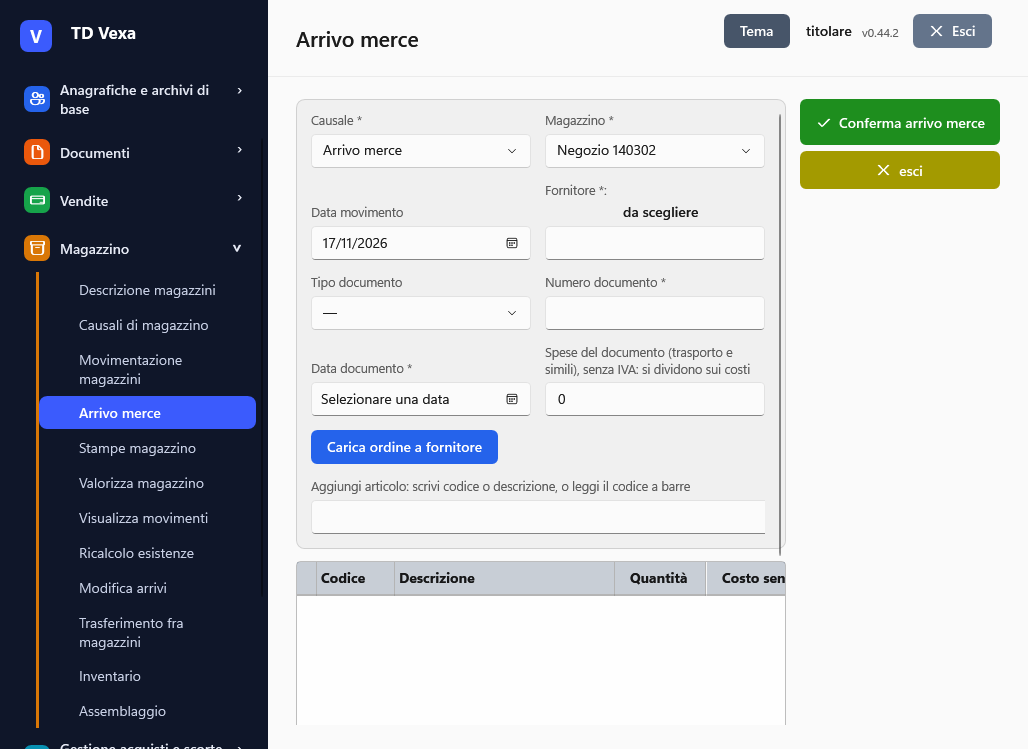 V
TD Vexa
Anagrafiche e archivi di
base
Documenti
Vendite
Magazzino
Descrizione magazzini
Causali di magazzino
Movimentazione
magazzini
Arrivo merce
Stampe magazzino
Valorizza magazzino
Visualizza movimenti
Ricalcolo esistenze
Modifica arrivi
Trasferimento fra
magazzini
Inventario
Assemblaggio
Gestione acquisti e scorte
Arrivo merce
Tema
titolare v0.44.2
Esci
Causale *
Magazzino *
Arrivo merce
Negozio 140302
Fornitore *:
Data movimento
da scegliere
17/11/2026
Tipo documento
Numero documento *
—
Spese del documento (trasporto e
simili), senza IVA: si dividono sui costi
Data documento *
Selezionare una data
0
Carica ordine a fornitore
Aggiungi articolo: scrivi codice o descrizione, o leggi il codice a barre
Codice Descrizione Quantità Costo sen
Conferma arrivo merce
esci